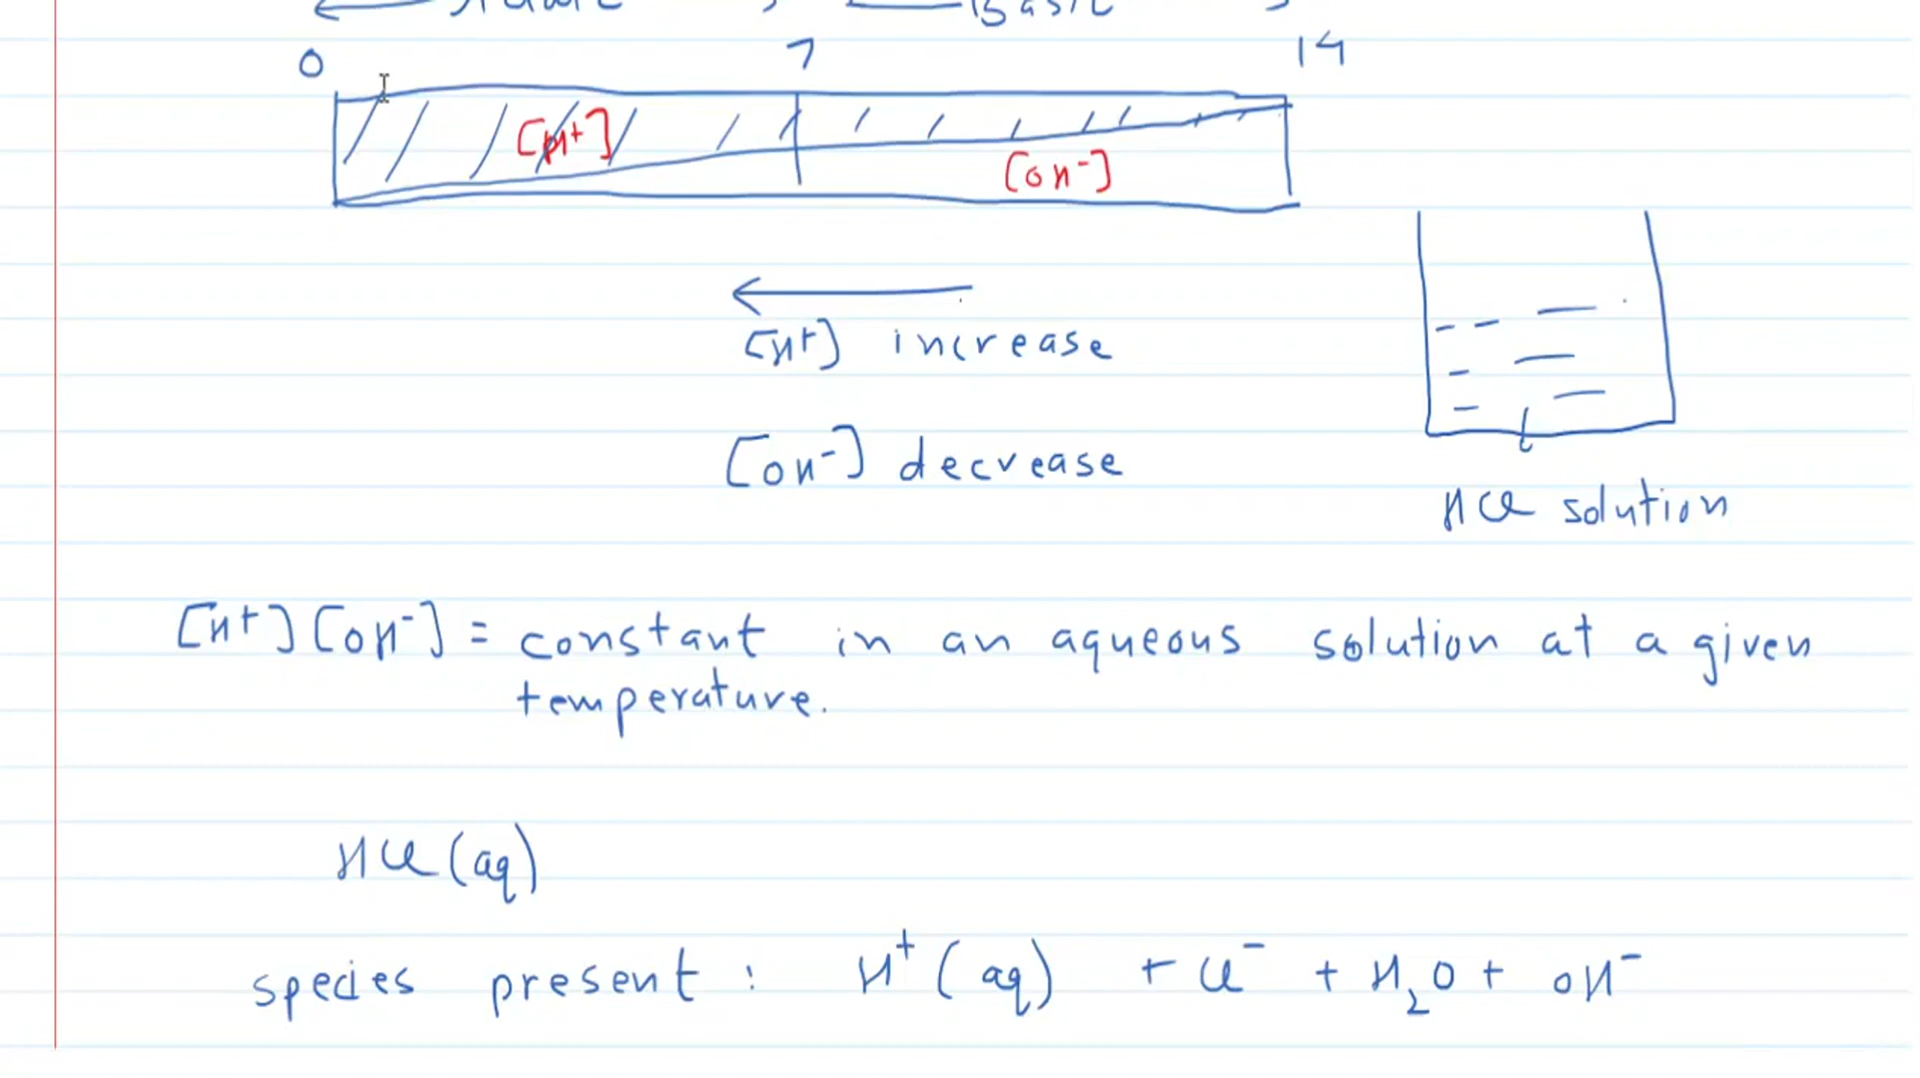 Basic
0 7 14
[H+]
[OH-]
[H+] increase
[OH-] decrease
HCl solution
[H+][OH-] = constant in an aqueous solution at a given
temperature.
HCl(aq)
species present : H+(aq) + Cl- + H2O + OH-